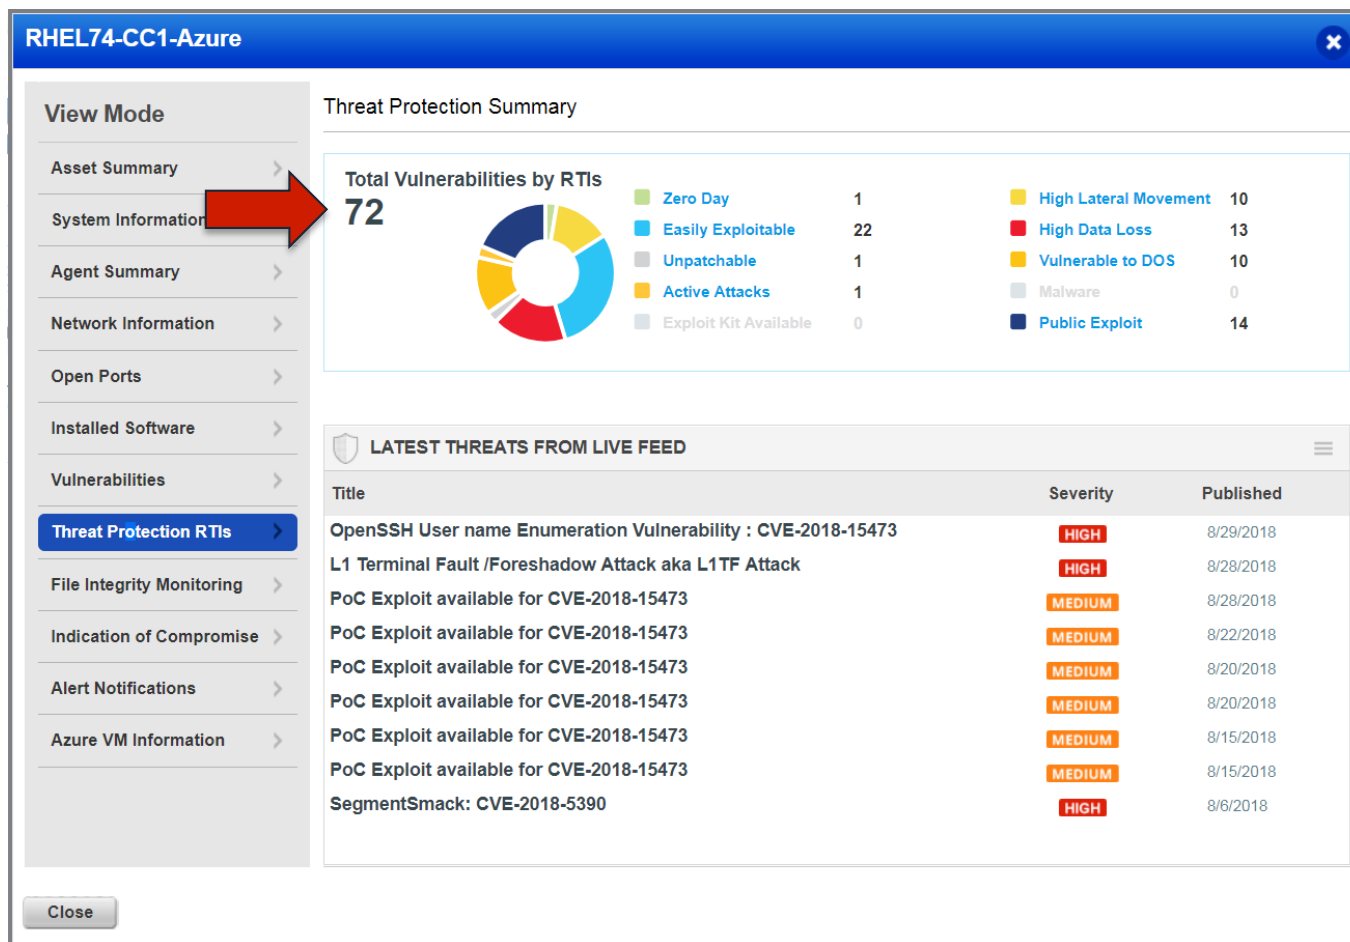 RHEL74-CC1-Azure
View Mode
Asset Summary
System Information
Agent Summary
Network Information
Open Ports
Installed Software
Vulnerabilities
Threat Protection RTIs
File Integrity Monitoring
Indication of Compromise
Alert Notifications
Azure VM Information
Threat Protection Summary
Total Vulnerabilities by RTIs
72
Zero Day 1
Easily Exploitable 22
Unpatchable 1
Active Attacks 1
Exploit Kit Available 0
High Lateral Movement 10
High Data Loss 13
Vulnerable to DOS 10
Malware 0
Public Exploit 14
LATEST THREATS FROM LIVE FEED
Title Severity Published
OpenSSH User name Enumeration Vulnerability : CVE-2018-15473 HIGH 8/29/2018
L1 Terminal Fault /Foreshadow Attack aka L1TF Attack HIGH 8/28/2018
PoC Exploit available for CVE-2018-15473 MEDIUM 8/28/2018
PoC Exploit available for CVE-2018-15473 MEDIUM 8/22/2018
PoC Exploit available for CVE-2018-15473 MEDIUM 8/20/2018
PoC Exploit available for CVE-2018-15473 MEDIUM 8/20/2018
PoC Exploit available for CVE-2018-15473 MEDIUM 8/15/2018
PoC Exploit available for CVE-2018-15473 MEDIUM 8/15/2018
SegmentSmack: CVE-2018-5390 HIGH 8/6/2018
Close